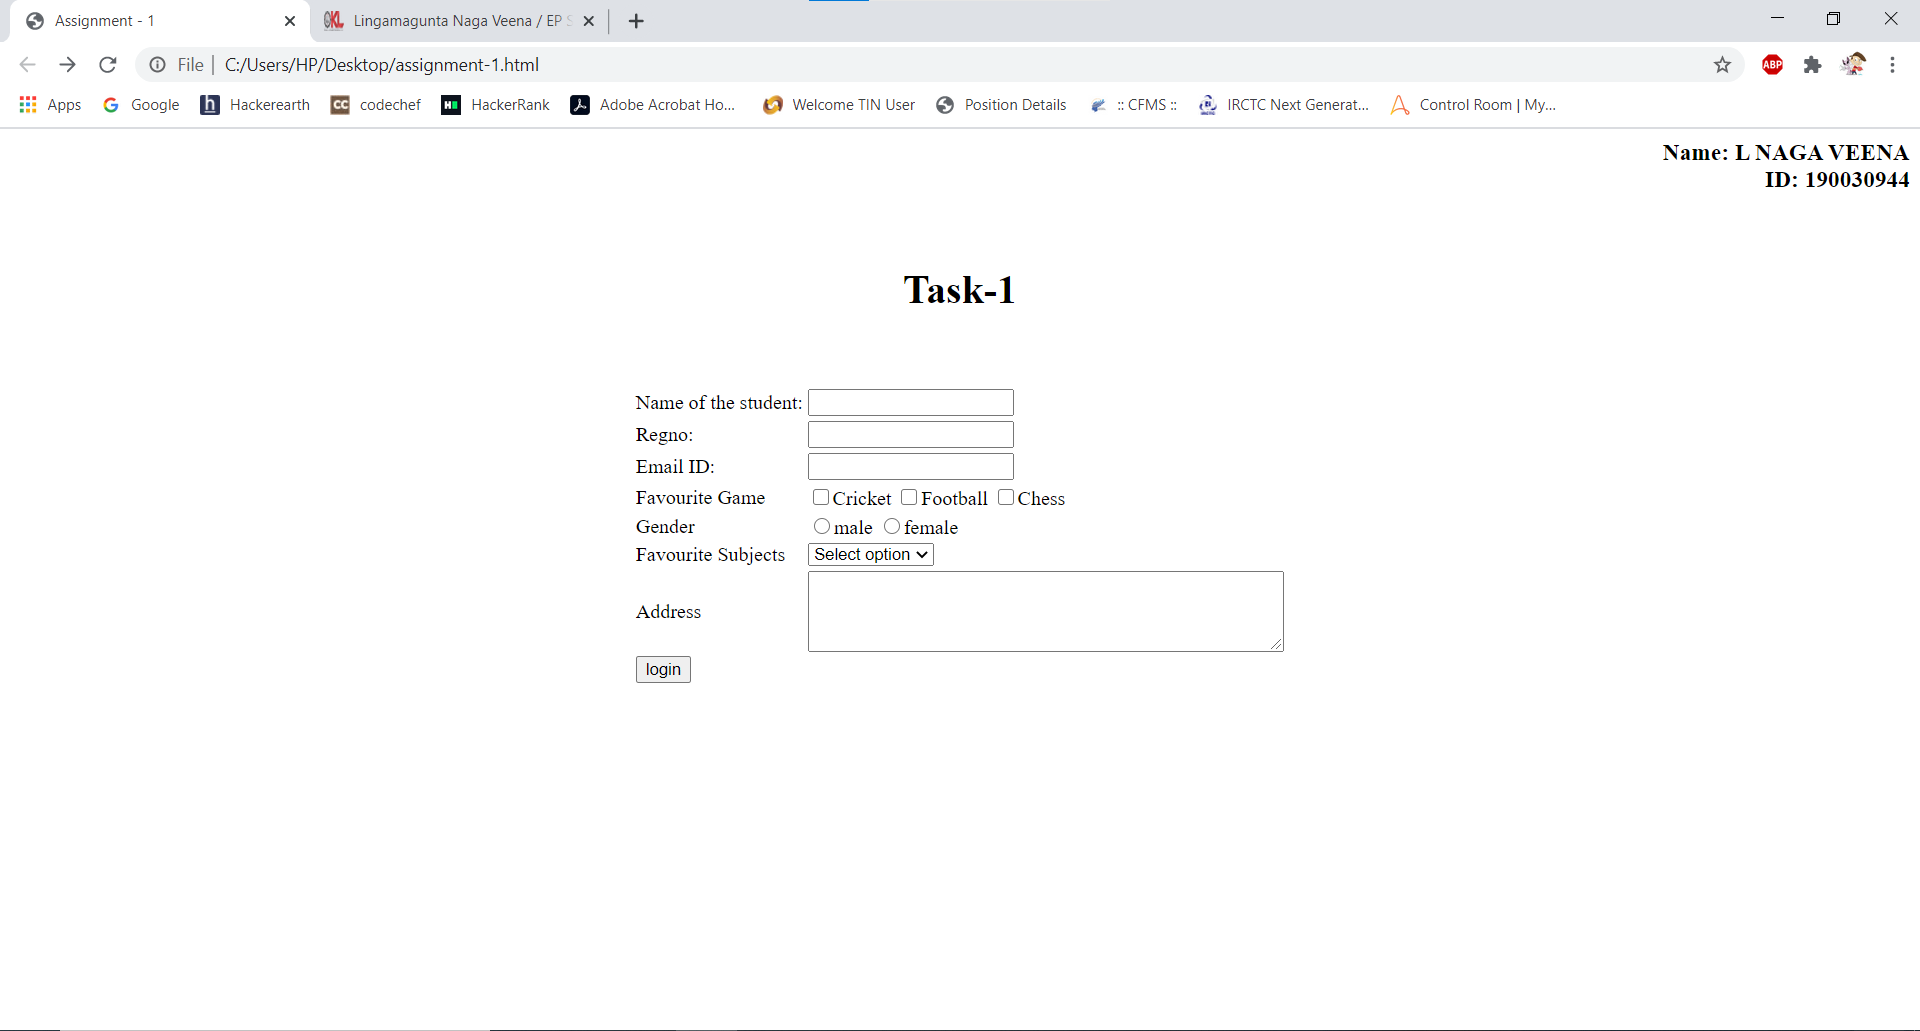 Assignment - 1
Lingamagunta Naga Veena / EP S
File | C:/Users/HP/Desktop/assignment-1.html
ABP
Apps Google Hackerearth codechef HackerRank Adobe Acrobat Ho... Welcome TIN User Position Details :: CFMS :: IRCTC Next Generat... Control Room | My...
Name: L NAGA VEENA
ID: 190030944
Task-1
Name of the student:
Regno:
Email ID:
Favourite Game Cricket Football Chess
Gender male female
Favourite Subjects Select option
Address
login